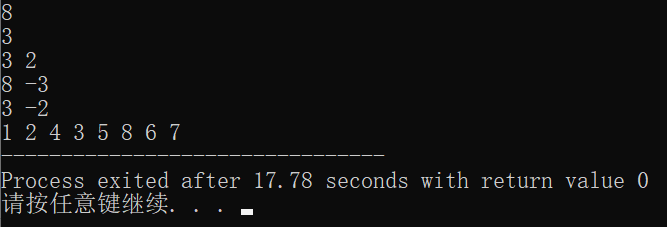 8
3
3 2
8 -3
3 -2
1 2 4 3 5 8 6 7
--------------------------------
Process exited after 17.78 seconds with return value 0
请按任意键继续. . .